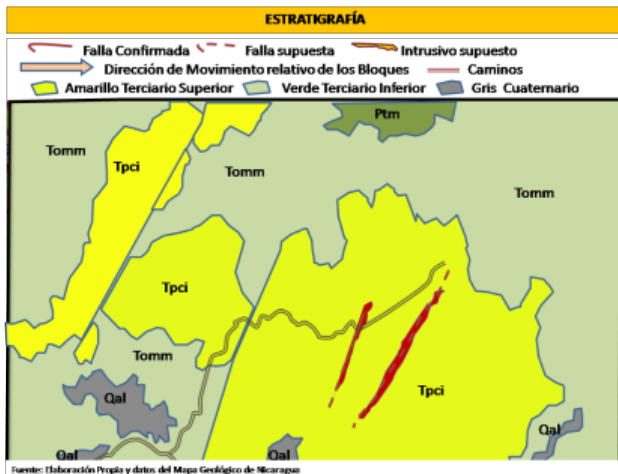 ESTRATIGRAFÍA
Falla Confirmada Falla supuesta Intrusivo supuesto
Dirección de Movimiento relativo de los Bloques Caminos
Amarillo Terciario Superior Verde Terciario Inferior Gris Cuaternario
Ptm
Tomm
Tpci
Tomm
Tomm
Tpci
Tomm
Qal
Tpci
Qal
Qal
Qal
Fuente: Elaboración Propia y datos del Mapa Geológico de Nicaragua